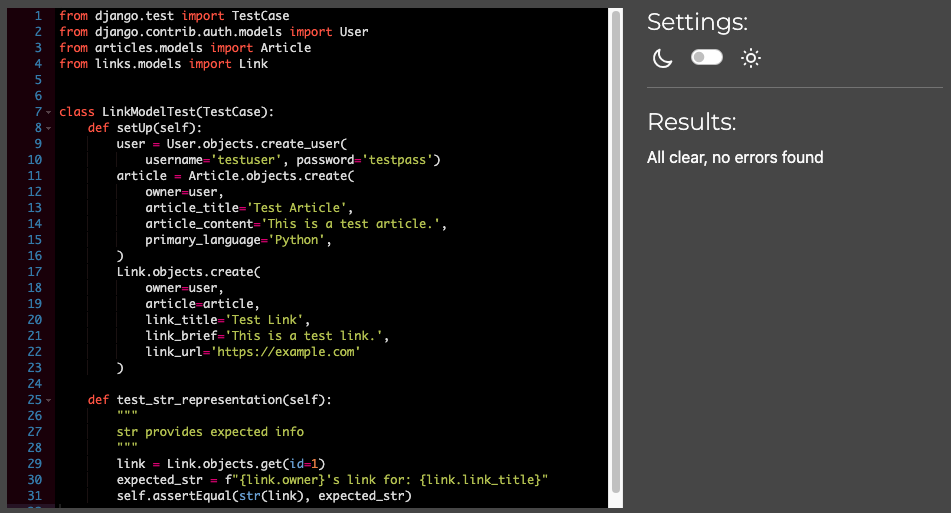 1 from django.test import TestCase
2 from django.contrib.auth.models import User
3 from articles.models import Article
4 from links.models import Link
5
6
7 class LinkModelTest(TestCase):
8     def setUp(self):
9         user = User.objects.create_user(
10             username='testuser', password='testpass')
11         article = Article.objects.create(
12             owner=user,
13             article_title='Test Article',
14             article_content='This is a test article.',
15             primary_language='Python',
16         )
17         Link.objects.create(
18             owner=user,
19             article=article,
20             link_title='Test Link',
21             link_brief='This is a test link.',
22             link_url='https://example.com'
23         )
24
25     def test_str_representation(self):
26         """
27         str provides expected info
28         """
29         link = Link.objects.get(id=1)
30         expected_str = f"{link.owner}'s link for: {link.link_title}"
31         self.assertEqual(str(link), expected_str)
Settings:
Results:
All clear, no errors found